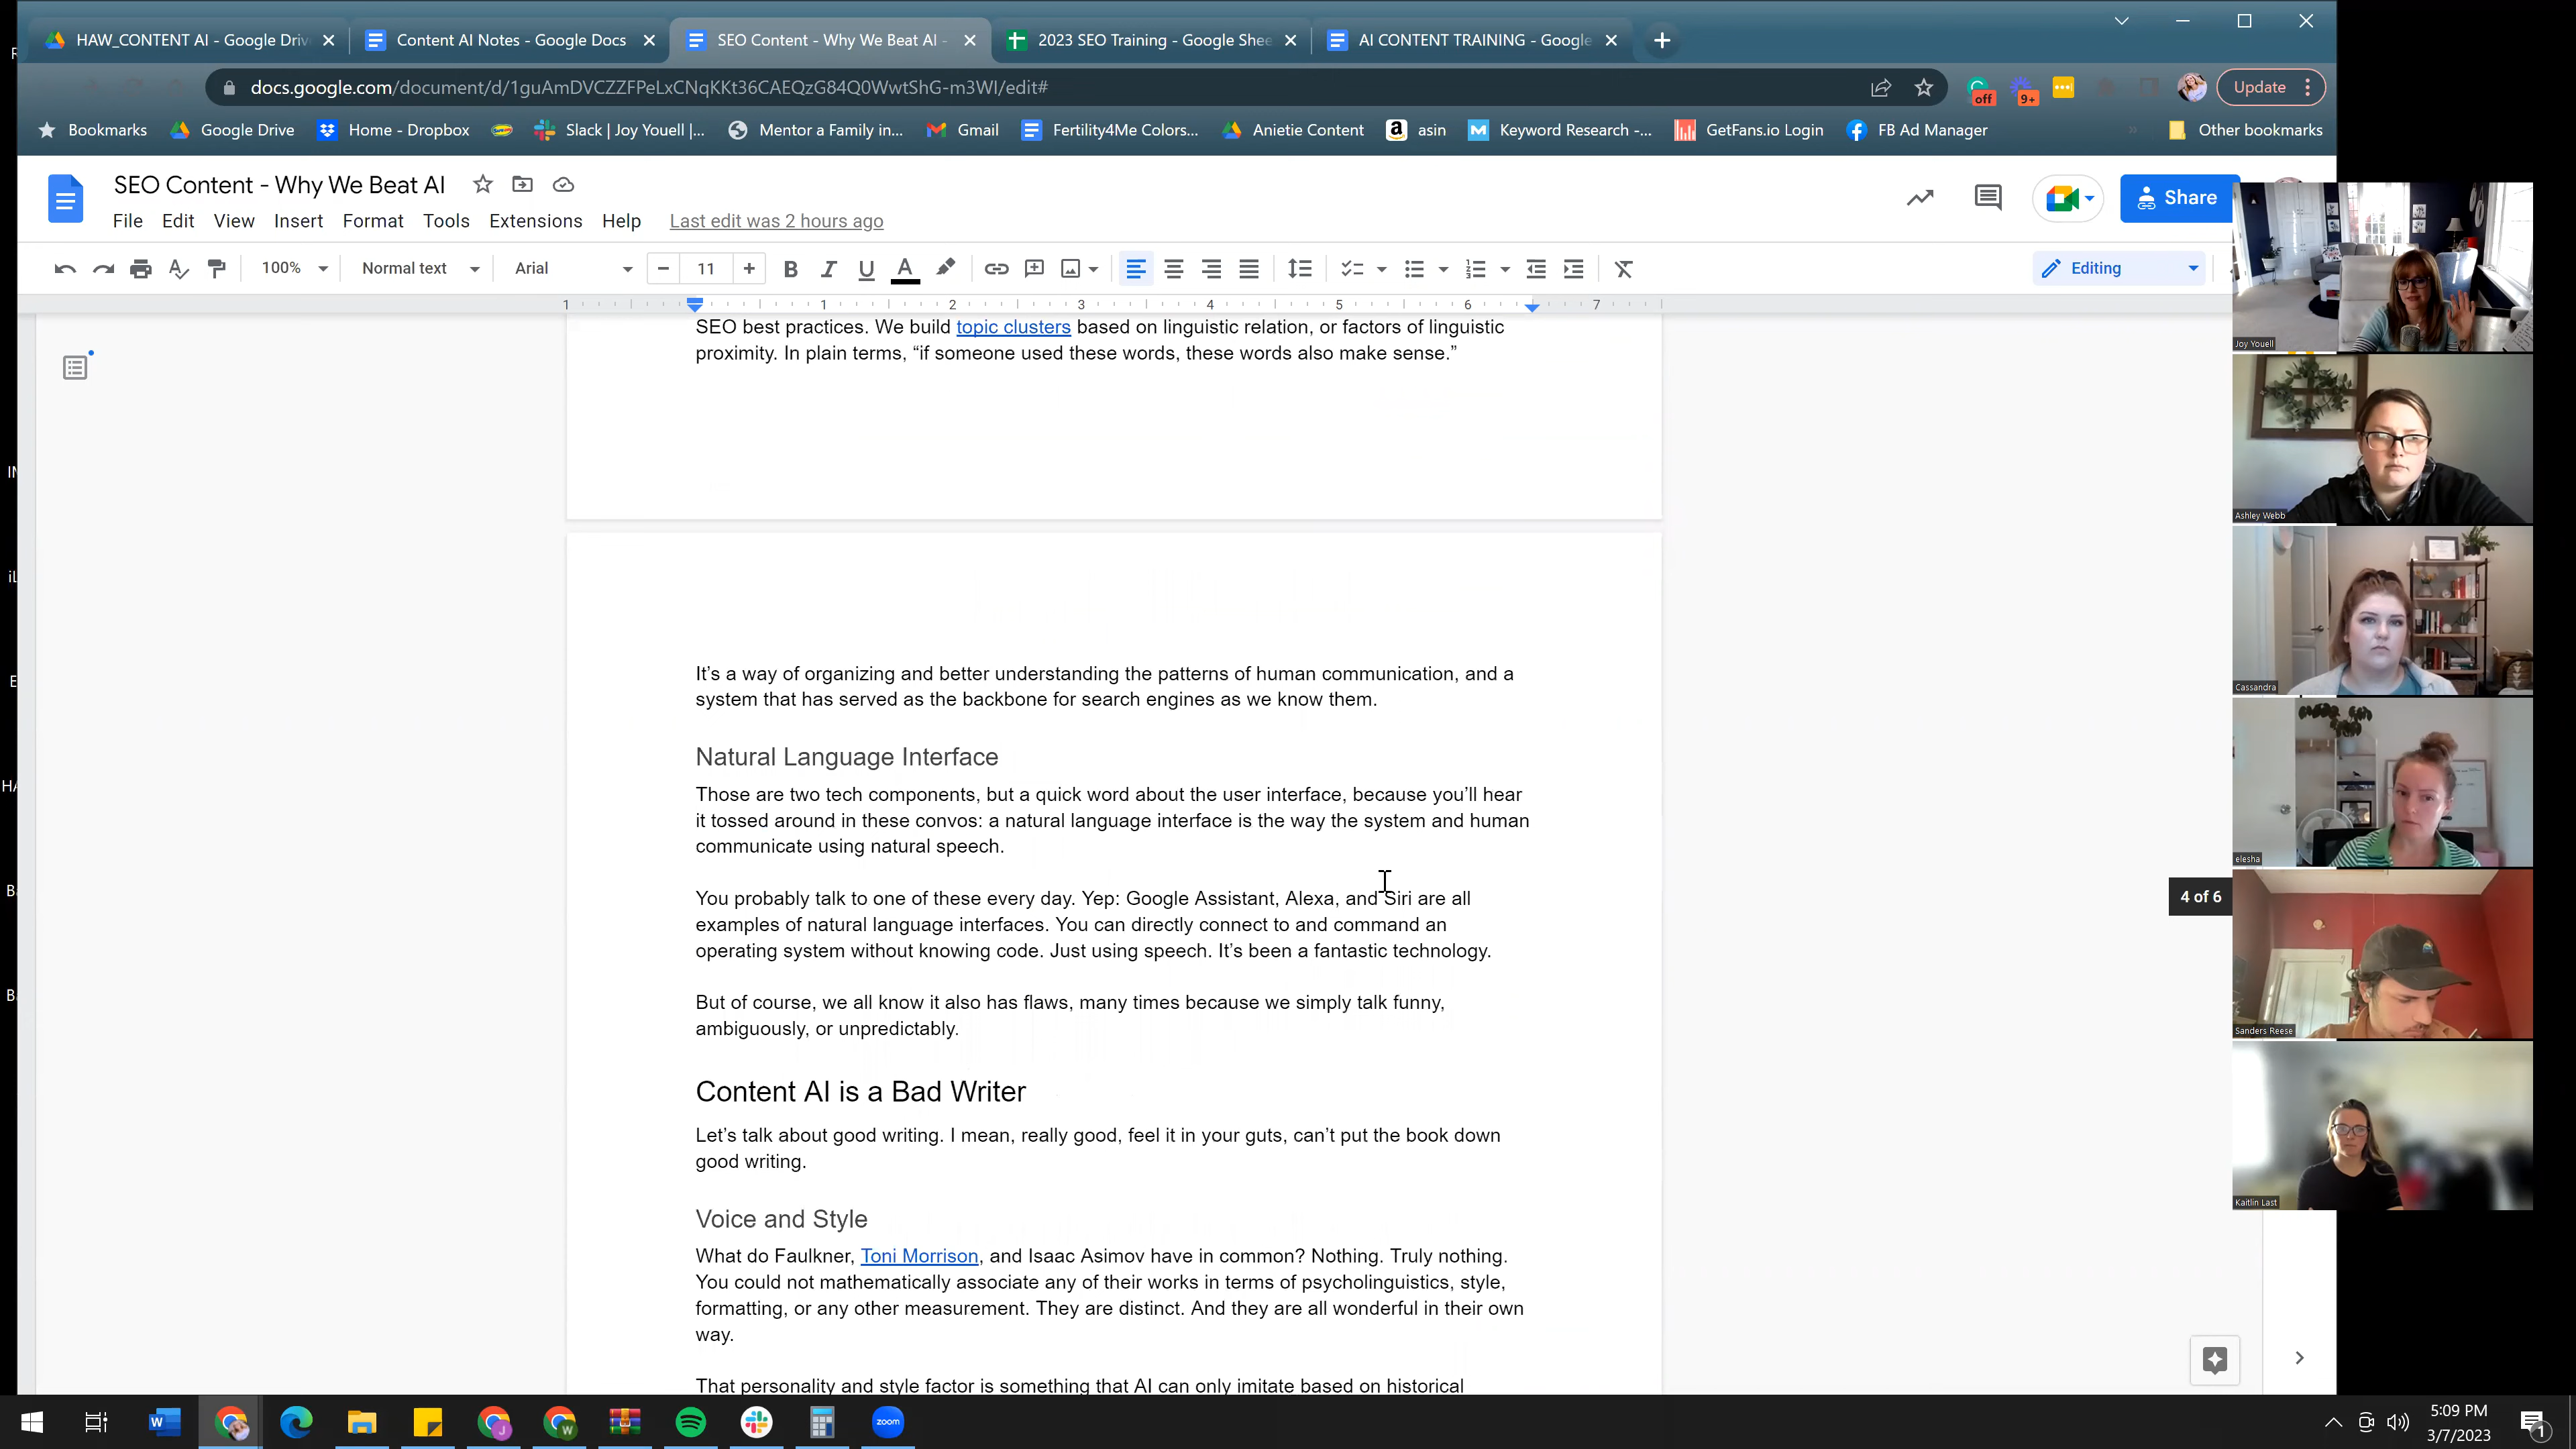 HAW_CONTENT AI - Google Driv
Content AI Notes - Google Docs
SEO Content - Why We Beat AI -
2023 SEO Training - Google Shee
AI CONTENT TRAINING - Google
docs.google.com/document/d/1guAmDVCZZFPeLxCNqKKt36CAEQzG84Q0WwtShG-m3WI/edit#
off
9+
Update
Bookmarks
Google Drive
Home - Dropbox
Slack | Joy Youell |...
Mentor a Family in...
Gmail
Fertility4Me Colors...
Anietie Content
asin
Keyword Research -...
GetFans.io Login
FB Ad Manager
Other bookmarks
SEO Content - Why We Beat AI
File Edit View Insert Format Tools Extensions Help Last edit was 2 hours ago
Share
100% Normal text Arial 11
Editing
1 1 2 3 4 5 6 7
SEO best practices. We build topic clusters based on linguistic relation, or factors of linguistic
proximity. In plain terms, “if someone used these words, these words also make sense.”
It’s a way of organizing and better understanding the patterns of human communication, and a
system that has served as the backbone for search engines as we know them.
Natural Language Interface
Those are two tech components, but a quick word about the user interface, because you’ll hear
it tossed around in these convos: a natural language interface is the way the system and human
communicate using natural speech.
You probably talk to one of these every day. Yep: Google Assistant, Alexa, and Siri are all
examples of natural language interfaces. You can directly connect to and command an
operating system without knowing code. Just using speech. It’s been a fantastic technology.
But of course, we all know it also has flaws, many times because we simply talk funny,
ambiguously, or unpredictably.
Content AI is a Bad Writer
Let’s talk about good writing. I mean, really good, feel it in your guts, can’t put the book down
good writing.
Voice and Style
What do Faulkner, Toni Morrison, and Isaac Asimov have in common? Nothing. Truly nothing.
You could not mathematically associate any of their works in terms of psycholinguistics, style,
formatting, or any other measurement. They are distinct. And they are all wonderful in their own
way.
That personality and style factor is something that AI can only imitate based on historical
4 of 6
Joy Youell
Ashley Webb
Cassandra
elesha
Sanders Reese
Kaitlin Last
zoom
5:09 PM
3/7/2023
1